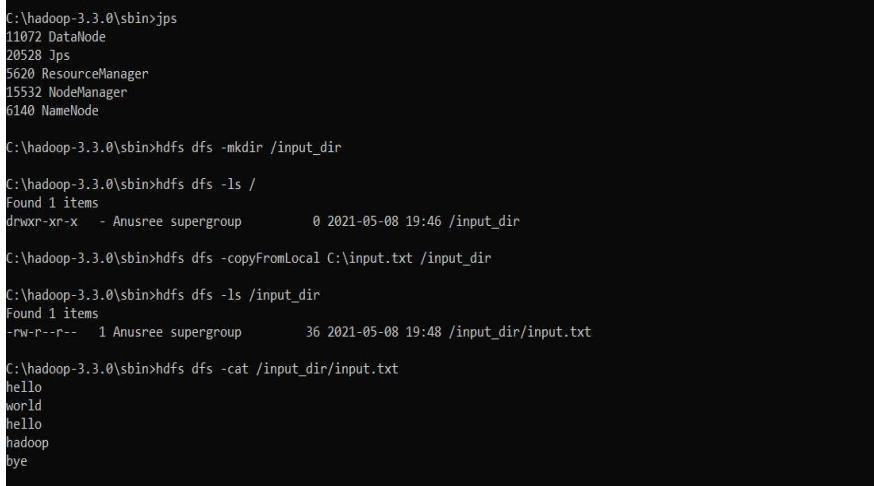 C:\hadoop-3.3.0\sbin>jps
11072 DataNode
20528 Jps
5620 ResourceManager
15532 NodeManager
6140 NameNode
C:\hadoop-3.3.0\sbin>hdfs dfs -mkdir /input_dir
C:\hadoop-3.3.0\sbin>hdfs dfs -ls /
Found 1 items
drwxr-xr-x   - Anusree supergroup          0 2021-05-08 19:46 /input_dir
C:\hadoop-3.3.0\sbin>hdfs dfs -copyFromLocal C:\input.txt /input_dir
C:\hadoop-3.3.0\sbin>hdfs dfs -ls /input_dir
Found 1 items
-rw-r--r--   1 Anusree supergroup         36 2021-05-08 19:48 /input_dir/input.txt
C:\hadoop-3.3.0\sbin>hdfs dfs -cat /input_dir/input.txt
hello
world
hello
hadoop
bye